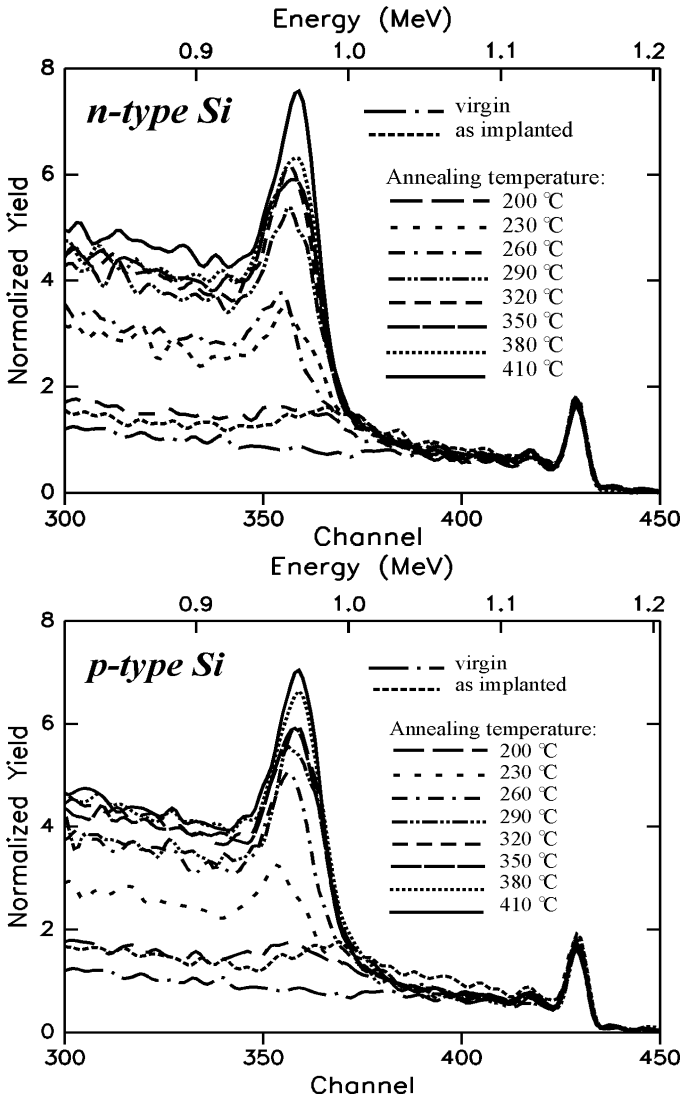 Energy (MeV)
0.9 1.0 1.1 1.2
8
n-type Si
virgin
as implanted
6
Annealing temperature:
200 °C
230 °C
260 °C
4
290 °C
320 °C
350 °C
2
380 °C
410 °C
0
Normalized Yield
300 350 400 450
Channel
Energy (MeV)
0.9 1.0 1.1 1.2
8
p-type Si
virgin
as implanted
6
Annealing temperature:
200 °C
230 °C
260 °C
4
290 °C
320 °C
350 °C
380 °C
2
410 °C
0
Normalized Yield
300 350 400 450
Channel